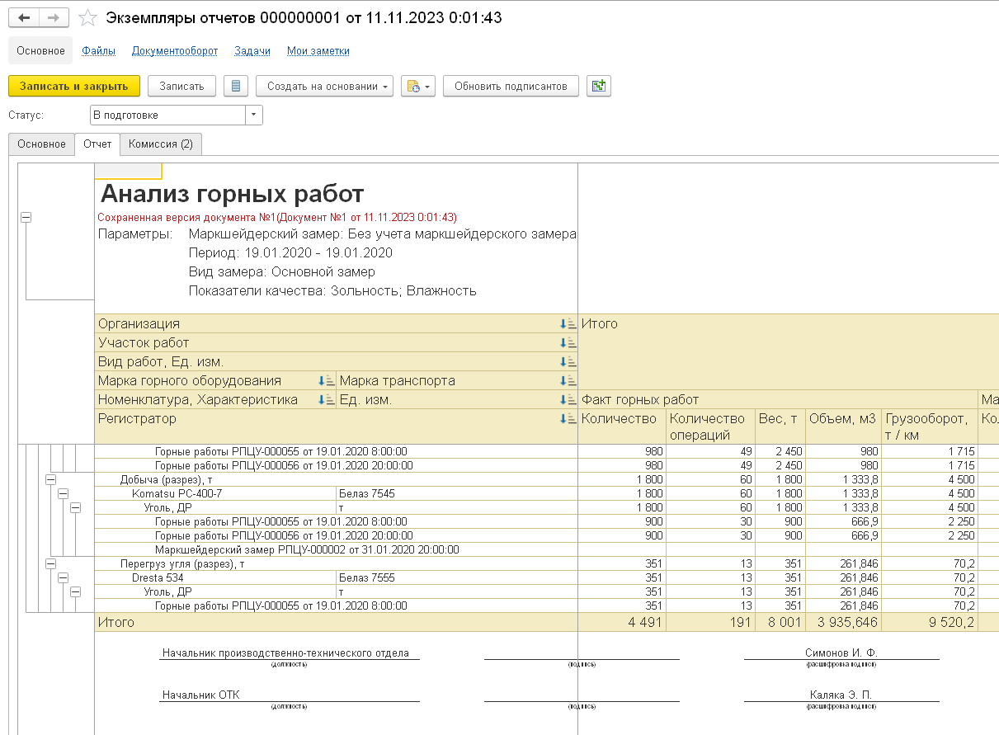 Экземпляры отчетов 000000001 от 11.11.2023 0:01:43
Основное Файлы Документооборот Задачи Мои заметки
Записать и закрыть Записать Создать на основании Обновить подписантов
Статус: В подготовке
Основное Отчет Комиссия (2)
Анализ горных работ
Сохраненная версия документа №1(Документ №1 от 11.11.2023 0:01:43)
Параметры: Маркшейдерский замер: Без учета маркшейдерского замера
Период: 19.01.2020 - 19.01.2020
Вид замера: Основной замер
Показатели качества: Зольность; Влажность
Организация Итого
Участок работ
Вид работ, Ед. изм.
Марка горного оборудования Марка транспорта
Номенклатура, Характеристика Ед. изм. Факт горных работ Ма
Регистратор Количество Количество операций Вес, т Объем, м3 Грузооборот, т / км Ко
Горные работы РПЦУ-000055 от 19.01.2020 8:00:00 980 49 2 450 980 1 715
Горные работы РПЦУ-000056 от 19.01.2020 20:00:00 980 49 2 450 980 1 715
Добыча (разрез), т 1 800 60 1 800 1 333,8 4 500
Komatsu PC-400-7 Белаз 7545 1 800 60 1 800 1 333,8 4 500
Уголь, ДР т 1 800 60 1 800 1 333,8 4 500
Горные работы РПЦУ-000055 от 19.01.2020 8:00:00 900 30 900 666,9 2 250
Горные работы РПЦУ-000056 от 19.01.2020 20:00:00 900 30 900 666,9 2 250
Маркшейдерский замер РПЦУ-000002 от 31.01.2020 20:00:00
Перегруз угля (разрез), т 351 13 351 261,846 70,2
Dresta 534 Белаз 7555 351 13 351 261,846 70,2
Уголь, ДР т 351 13 351 261,846 70,2
Горные работы РПЦУ-000055 от 19.01.2020 8:00:00 351 13 351 261,846 70,2
Итого 4 491 191 8 001 3 935,646 9 520,2
Начальник производственно-технического отдела Симонов И. Ф.
(должность) (подпись) (расшифровка подписи)
Начальник ОТК Каляка Э. П.
(должность) (подпись) (расшифровка подписи)